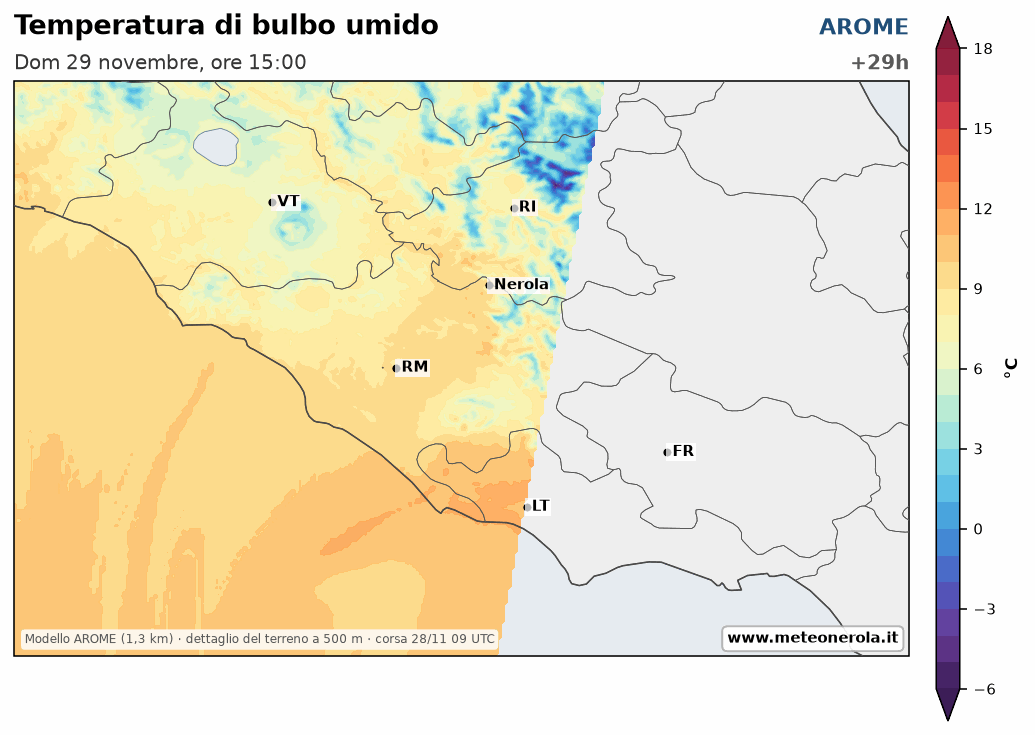 Temperatura di bulbo umido
AROME
Dom 29 novembre, ore 15:00
+29h
VT
RI
Nerola
RM
FR
LT
Modello AROME (1,3 km) · dettaglio del terreno a 500 m · corsa 28/11 09 UTC
www.meteonerola.it
18
15
12
9
6
3
0
−3
−6
°C